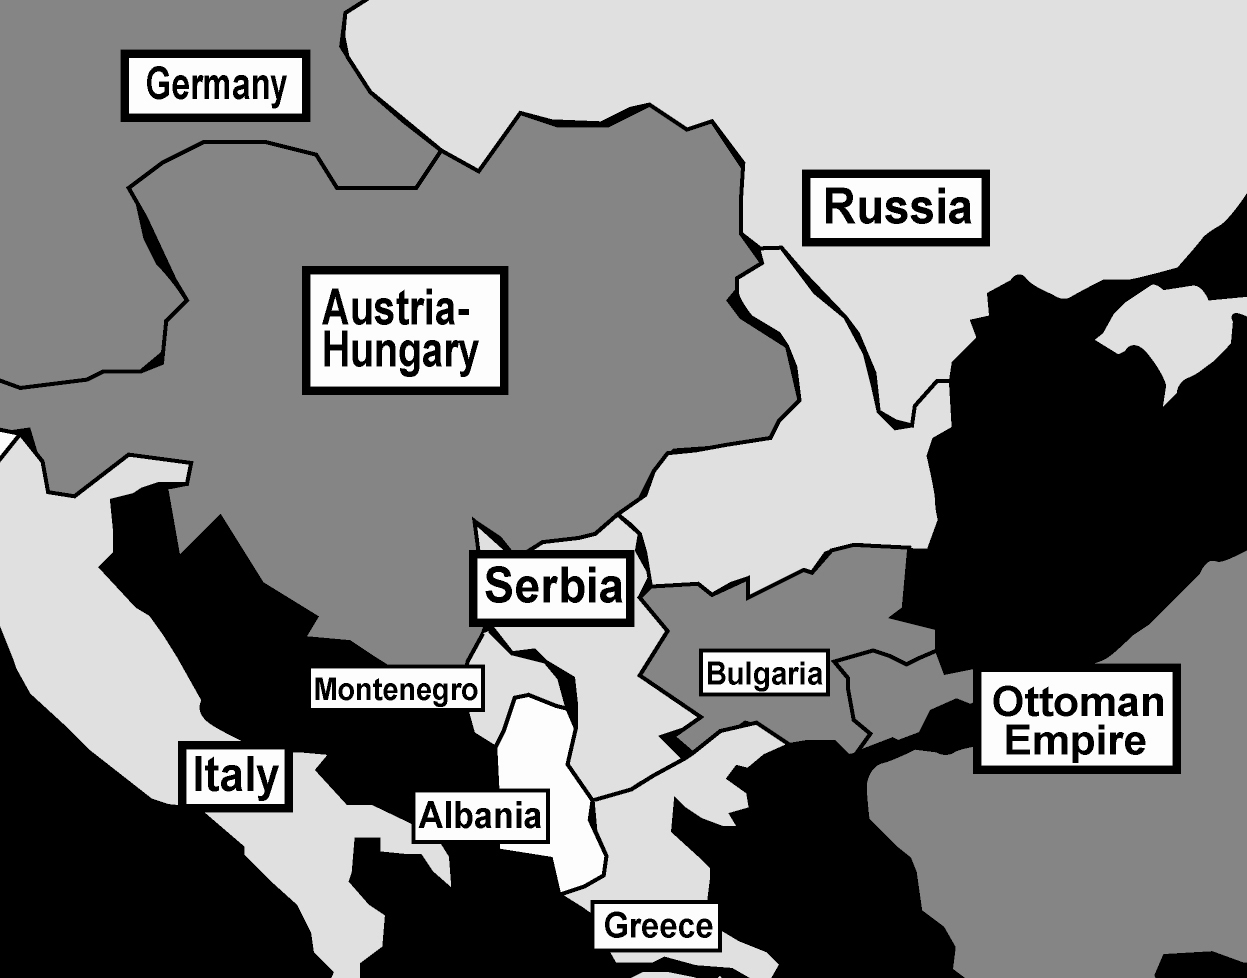 Germany
Russia
Austria-
Hungary
Serbia
Bulgaria
Montenegro
Ottoman
Empire
Italy
Albania
Greece